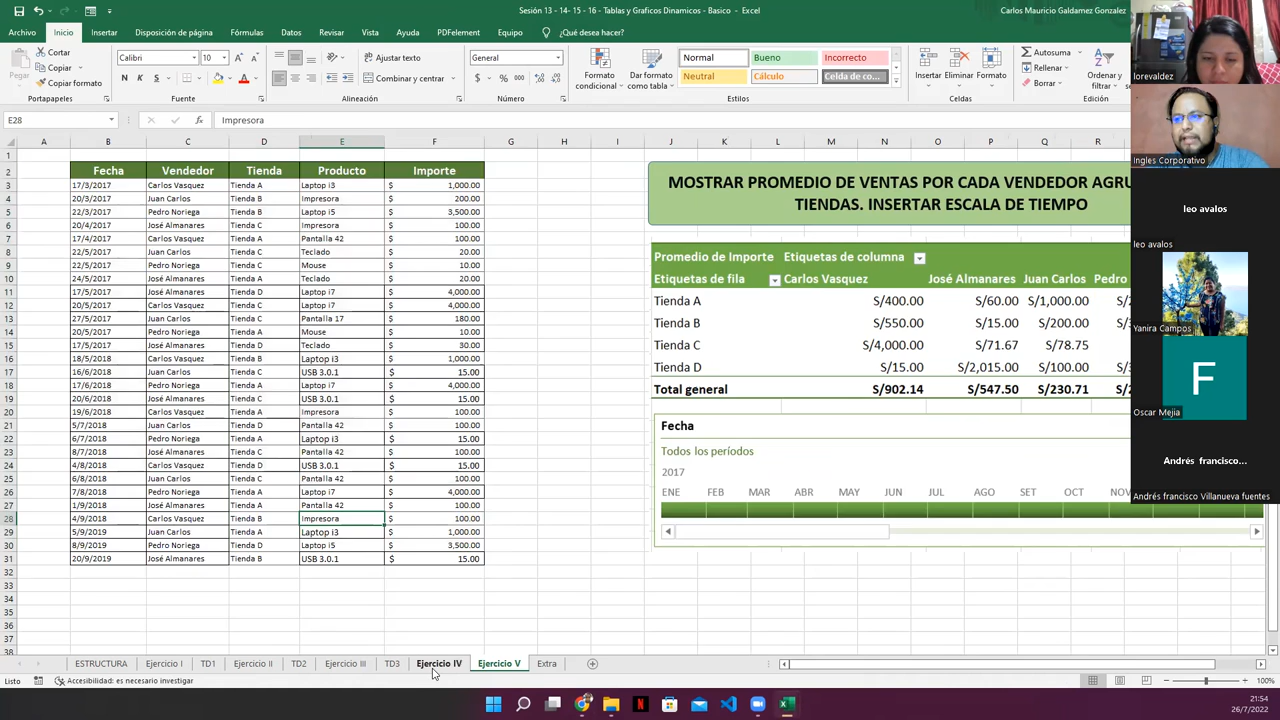 Sesión 13 - 14- 15 - 16 - Tablas y Graficos Dinamicos - Basico - Excel
Carlos Mauricio Galdamez Gonzalez
Archivo Inicio Insertar Disposición de página Fórmulas Datos Revisar Vista Ayuda PDFelement Equipo ¿Qué desea hacer?
Pegar Cortar Copiar Copiar formato Portapapeles
Calibri 10 N K S Fuente
Ajustar texto Combinar y centrar Alineación
General Número
Formato condicional Dar formato como tabla
Normal Bueno Incorrecto
Neutral Cálculo Celda de co...
Estilos
Insertar Eliminar Formato Celdas
Autosuma Rellenar Borrar Ordenar y filtrar Edición
E28 Impresora
A B C D E F G H I J K L M N O P Q R
Fecha Vendedor Tienda Producto Importe
17/3/2017 Carlos Vasquez Tienda A Laptop i3 $ 1,000.00
20/3/2017 Juan Carlos Tienda B Impresora $ 200.00
22/3/2017 Pedro Noriega Tienda B Laptop i5 $ 3,500.00
20/4/2017 José Almanares Tienda C Impresora $ 100.00
17/4/2017 Carlos Vasquez Tienda A Pantalla 42 $ 100.00
22/5/2017 Juan Carlos Tienda C Teclado $ 20.00
22/5/2017 Pedro Noriega Tienda C Mouse $ 10.00
24/5/2017 José Almanares Tienda A Teclado $ 20.00
17/5/2017 José Almanares Tienda D Laptop i7 $ 4,000.00
20/5/2017 Carlos Vasquez Tienda C Laptop i7 $ 4,000.00
27/5/2017 Juan Carlos Tienda C Pantalla 17 $ 180.00
20/5/2017 Pedro Noriega Tienda A Mouse $ 10.00
15/5/2017 José Almanares Tienda D Teclado $ 30.00
18/5/2018 Carlos Vasquez Tienda B Laptop i3 $ 1,000.00
16/6/2018 Juan Carlos Tienda C USB 3.0.1 $ 15.00
17/6/2018 Pedro Noriega Tienda A Laptop i7 $ 4,000.00
20/6/2018 José Almanares Tienda C USB 3.0.1 $ 15.00
19/6/2018 Carlos Vasquez Tienda A Impresora $ 100.00
5/7/2018 Juan Carlos Tienda D Pantalla 42 $ 100.00
6/7/2018 Pedro Noriega Tienda A Laptop i3 $ 15.00
8/7/2018 José Almanares Tienda C Pantalla 42 $ 100.00
4/8/2018 Carlos Vasquez Tienda D USB 3.0.1 $ 15.00
6/8/2018 Juan Carlos Tienda C Pantalla 42 $ 100.00
7/8/2018 Pedro Noriega Tienda A Laptop i7 $ 4,000.00
1/9/2018 José Almanares Tienda A Pantalla 42 $ 100.00
4/9/2018 Carlos Vasquez Tienda B Impresora $ 100.00
5/9/2019 Juan Carlos Tienda A Laptop i3 $ 1,000.00
8/9/2019 Pedro Noriega Tienda D Laptop i5 $ 3,500.00
20/9/2019 José Almanares Tienda B USB 3.0.1 $ 15.00
MOSTRAR PROMEDIO DE VENTAS POR CADA VENDEDOR AGRU
TIENDAS. INSERTAR ESCALA DE TIEMPO
Promedio de Importe Etiquetas de columna
Etiquetas de fila Carlos Vasquez José Almanares Juan Carlos Pedro
Tienda A S/400.00 S/60.00 S/1,000.00 S/2
Tienda B S/550.00 S/15.00 S/200.00 S/3
Tienda C S/4,000.00 S/71.67 S/78.75
Tienda D S/15.00 S/2,015.00 S/100.00 S/3
Total general S/902.14 S/547.50 S/230.71 S/2
Fecha
Todos los períodos
2017
ENE FEB MAR ABR MAY JUN JUL AGO SET OCT NOV DIC
lorevaldez
Ingles Corporativo
leo avalos
leo avalos
Yanira Campos
F
Oscar Mejia
Andrés francisco...
Andrés francisco Villanueva fuentes
ESTRUCTURA Ejercicio I TD1 Ejercicio II TD2 Ejercicio III TD3 Ejercicio IV Ejercicio V Extra
Listo Accesibilidad: es necesario investigar 100%
21:54
26/7/2022